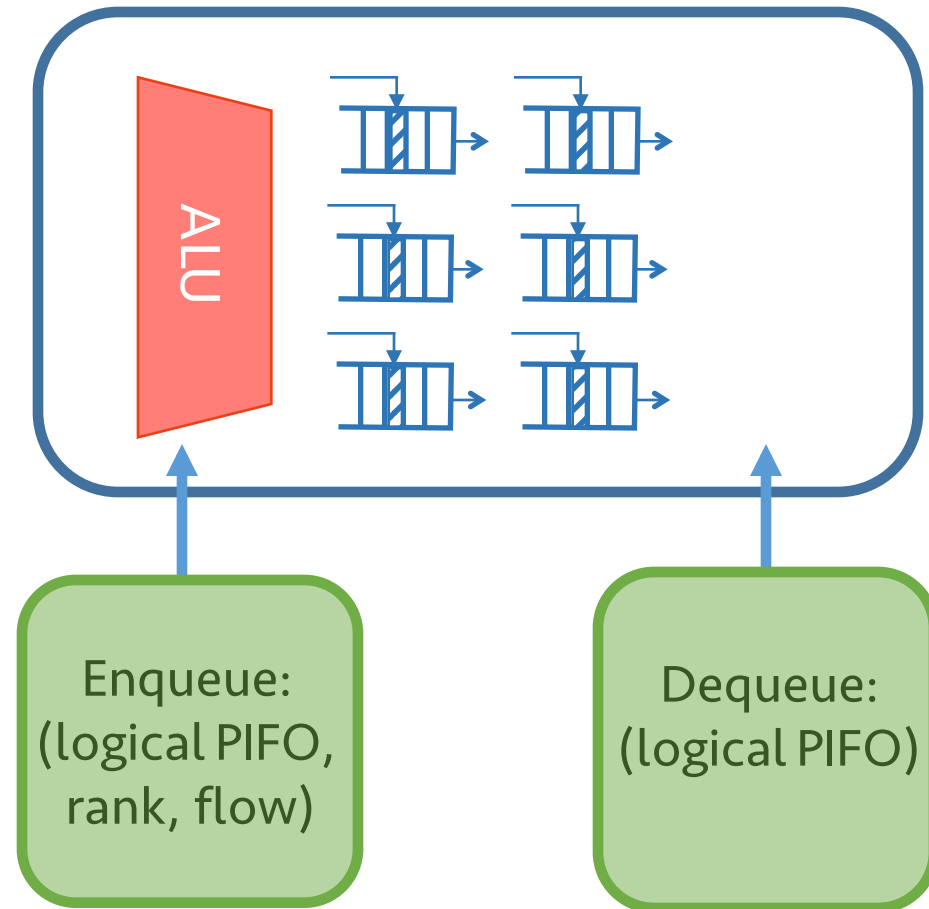 ALU
Enqueue:
(logical PIFO,
rank, flow)
Dequeue:
(logical PIFO)